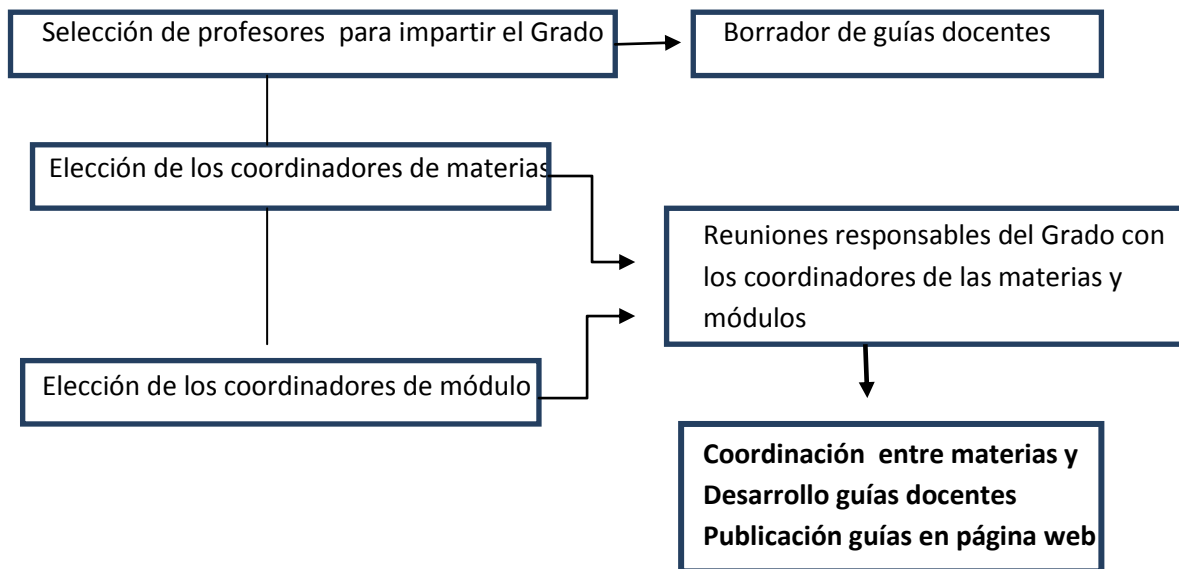 Selección de profesores para impartir el Grado
Borrador de guías docentes
Elección de los coordinadores de materias
Reuniones responsables del Grado con
los coordinadores de las materias y
módulos
Elección de los coordinadores de módulo
Coordinación entre materias y
Desarrollo guías docentes
Publicación guías en página web